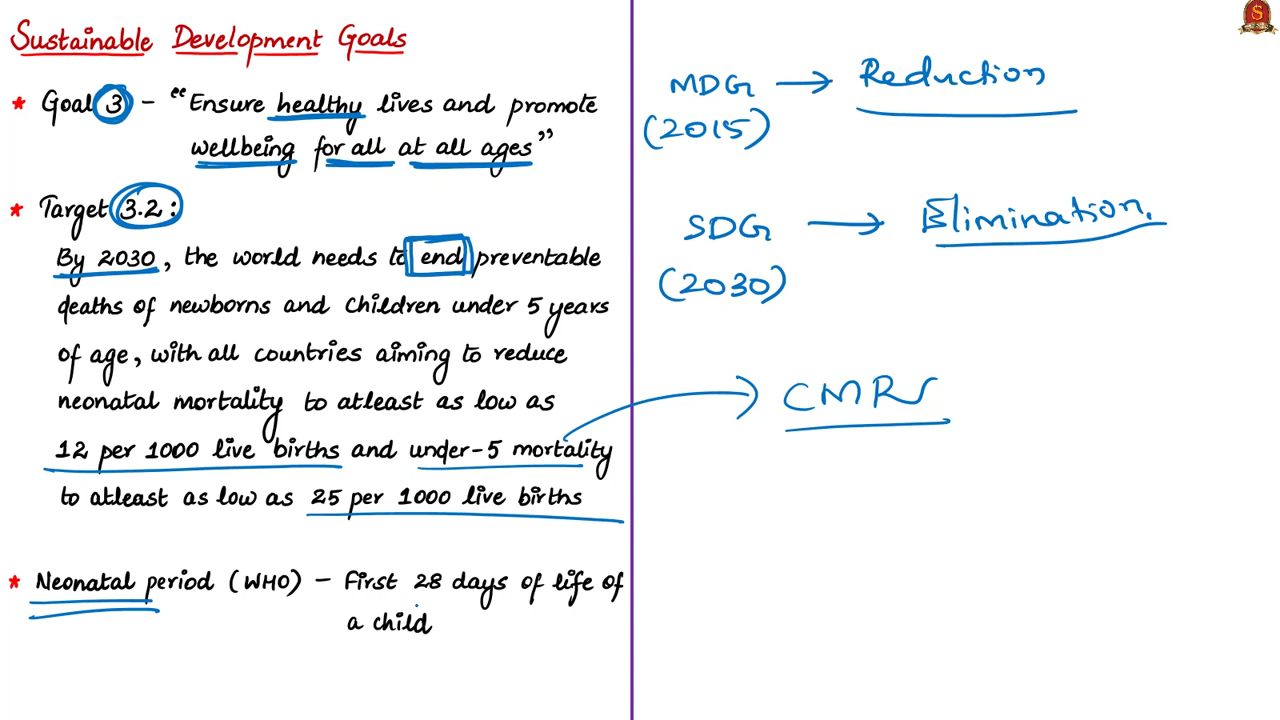 Sustainable Development Goals
* Goal 3 - "Ensure healthy lives and promote
wellbeing for all at all ages"
* Target 3.2:
By 2030, the world needs to end preventable
deaths of newborns and children under 5 years
of age, with all countries aiming to reduce
neonatal mortality to atleast as low as
12 per 1000 live births and under-5 mortality
to atleast as low as 25 per 1000 live births
* Neonatal period (WHO) - First 28 days of life of
a child
MDG → Reduction
(2015)
SDG → Elimination.
(2030)
CMR
S